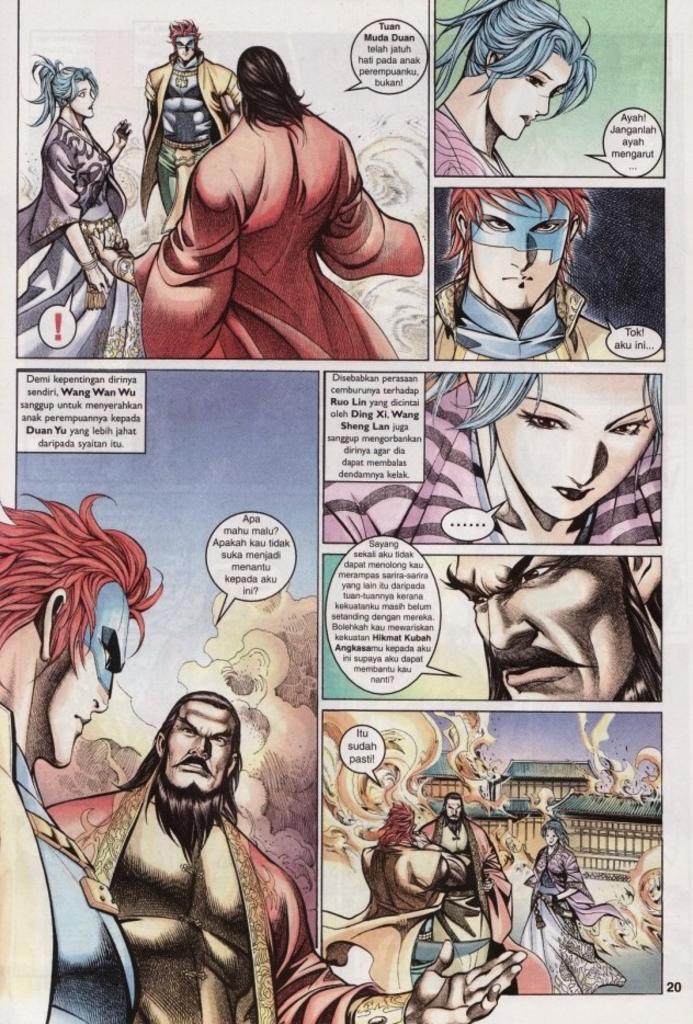 Tuan
Muda Duan
telah jatuh
hati pada anak
perempuanku,
bukan!
!
Ayah!
Janganlah
ayah
mengarut
...
Tok!
aku ini...
Demi kepentingan dirinya
sendiri, Wang Wan Wu
sanggup untuk menyerahkan
anak perempuannya kepada
Duan Yu yang lebih jahat
daripada syaitan itu.
Apa
mahu malu?
Apakah kau tidak
suka menjadi
menantu
kepada aku
ini?
Disebabkan perasaan
cemburunya terhadap
Ruo Lin yang dicintai
oleh Ding Xi, Wang
Sheng Lan juga
sanggup mengorbankan
dirinya agar dia
dapat membalas
dendamnya kelak.
......
Sayang
sekali aku tidak
dapat menolong kau
merampas sarira-sarira
tuan-tuannya kerana
kekuatanku masih belum
setanding dengan mereka.
Bolehkah kau mewariskan
kekuatan Hikmat Kubah
Angkasamu kepada aku
ini supaya aku dapat
membantu kau
nanti?
Itu
sudah
pasti!
20